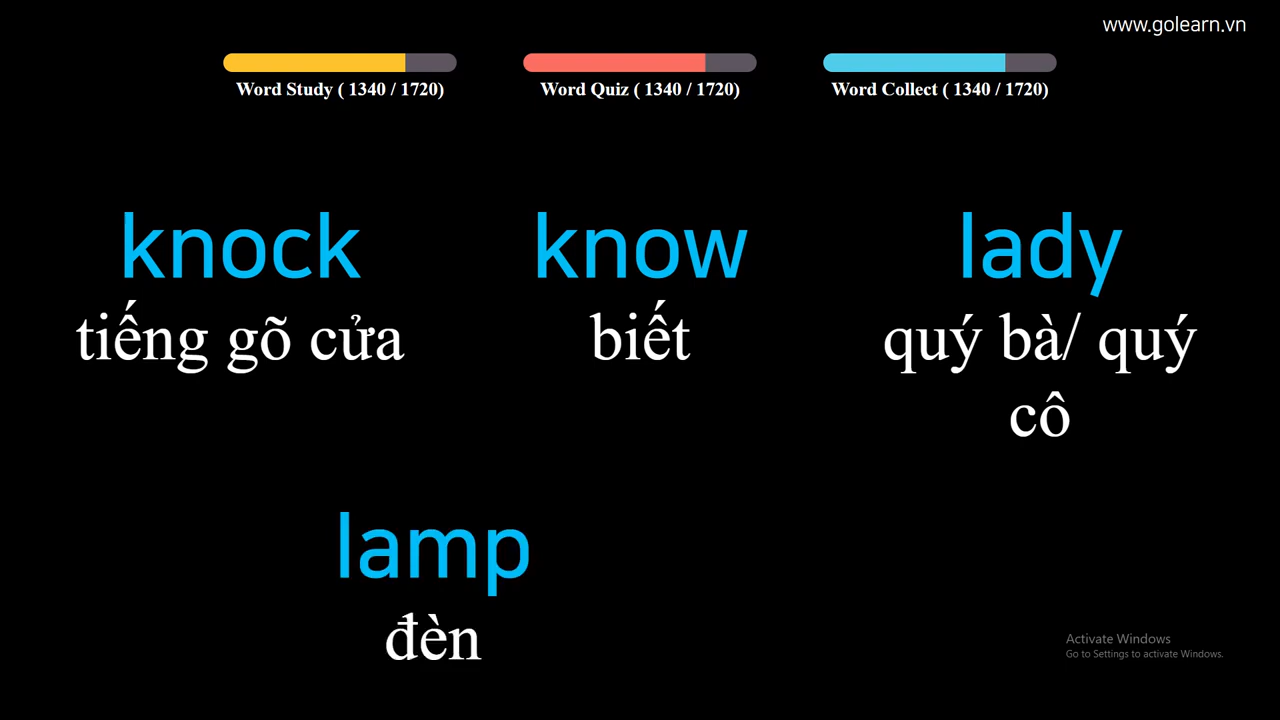 www.golearn.vn
Word Study ( 1340 / 1720)
Word Quiz ( 1340 / 1720)
Word Collect ( 1340 / 1720)
knock
tiếng gõ cửa
know
biết
lady
quý bà/ quý
cô
lamp
đèn
Activate Windows
Go to Settings to activate Windows.